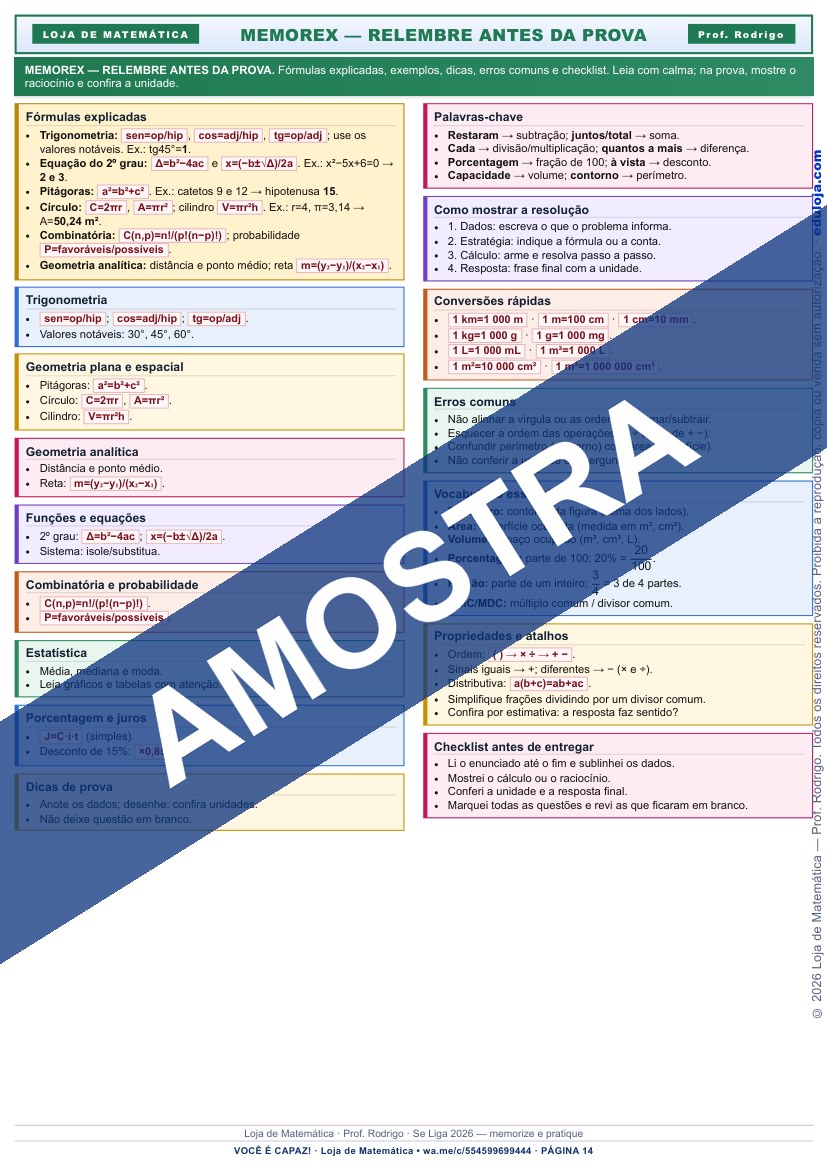 LOJA DE MATEMÁTICA
MEMOREX — RELEMBRE ANTES DA PROVA
Prof. Rodrigo
MEMOREX — RELEMBRE ANTES DA PROVA. Fórmulas explicadas, exemplos, dicas, erros comuns e checklist. Leia com calma; na prova, mostre o
raciocínio e confira a unidade.
Fórmulas explicadas
• Trigonometria: sen=op/hip, cos=adj/hip, tg=op/adj; use os
valores notáveis. Ex.: tg45°=1.
• Equação do 2º grau: Δ=b²−4ac e x=(−b±√Δ)/2a. Ex.: x²−5x+6=0 →
2 e 3.
• Pitágoras: a²=b²+c². Ex.: catetos 9 e 12 → hipotenusa 15.
• Círculo: C=2πr, A=πr²; cilindro V=πr²h. Ex.: r=4, π=3,14 →
A=50,24 m².
• Combinatória: C(n,p)=n!/(p!(n−p)!); probabilidade
P=favoráveis/possíveis.
• Geometria analítica: distância e ponto médio; reta m=(y₂−y₁)/(x₂−x₁).
Trigonometria
• sen=op/hip; cos=adj/hip; tg=op/adj.
• Valores notáveis: 30°, 45°, 60°.
Geometria plana e espacial
• Pitágoras: a²=b²+c².
• Círculo: C=2πr, A=πr².
• Cilindro: V=πr²h.
Geometria analítica
• Distância e ponto médio.
• Reta: m=(y₂−y₁)/(x₂−x₁).
Funções e equações
• 2º grau: Δ=b²−4ac; x=(−b±√Δ)/2a.
• Sistema: isole/substitua.
Combinatória e probabilidade
• C(n,p)=n!/(p!(n−p)!).
• P=favoráveis/possíveis.
Estatística
• Média, mediana e moda.
• Leia gráficos e tabelas com atenção.
Porcentagem e juros
• J=C·i·t (simples).
• Desconto de 15%:
Dicas de prova
• Anote os dados; desenhe; confira unidades.
• Não deixe questão em branco.
Palavras-chave
• Restaram → subtração; juntos/total → soma.
• Cada → divisão/multiplicação; quantos a mais → diferença.
• Porcentagem → fração de 100; à vista → desconto.
• Capacidade → volume; contorno → perímetro.
Como mostrar a resolução
• 1. Dados: escreva o que o problema informa.
• 2. Estratégia: indique a fórmula ou a conta.
• 3. Cálculo: arme e resolva passo a passo.
• 4. Resposta: frase final com a unidade.
Conversões rápidas
• 1 km=1 000 m · 1 m=100 cm · 1 cm=10 mm.
• 1 kg=1 000 g · 1 g=1 000 mg.
• 1 L=1 000 mL · 1 m³=1 000 L.
• 1 m²=10 000 cm² · 1 m³=1 000 000 cm³.
Erros comuns
• Não alinhar a vírgula ou as
• Esquecer a ordem das operações
• Confundir perímetro
• Não conferir a
• da figura
• Área:
• Volume:
• parte de 100; 20% = 20/100.
• parte de um inteiro; 3/4 = 3 de 4 partes.
• múltiplo comum / divisor comum.
Propriedades e atalhos
• Ordem: ( ) → × ÷ → + −.
• Sinais iguais → +; diferentes → − (× e ÷).
• Distributiva: a(b+c)=ab+ac.
• Simplifique frações dividindo por um divisor comum.
• Confira por estimativa: a resposta faz sentido?
Checklist antes de entregar
• Li o enunciado até o fim e sublinhei os dados.
• Mostrei o cálculo ou o raciocínio.
• Conferi a unidade e a resposta final.
• Marquei todas as questões e revi as que ficaram em branco.
AMOSTRA
© 2026 Loja de Matemática — Prof. Rodrigo. Todos os direitos reservados. Proibida a reprodução, cópia ou venda sem autorização. · eduloja.com
Loja de Matemática · Prof. Rodrigo · Se Liga 2026 — memorize e pratique
VOCÊ É CAPAZ! · Loja de Matemática • wa.me/c/554599699444 · PÁGINA 14